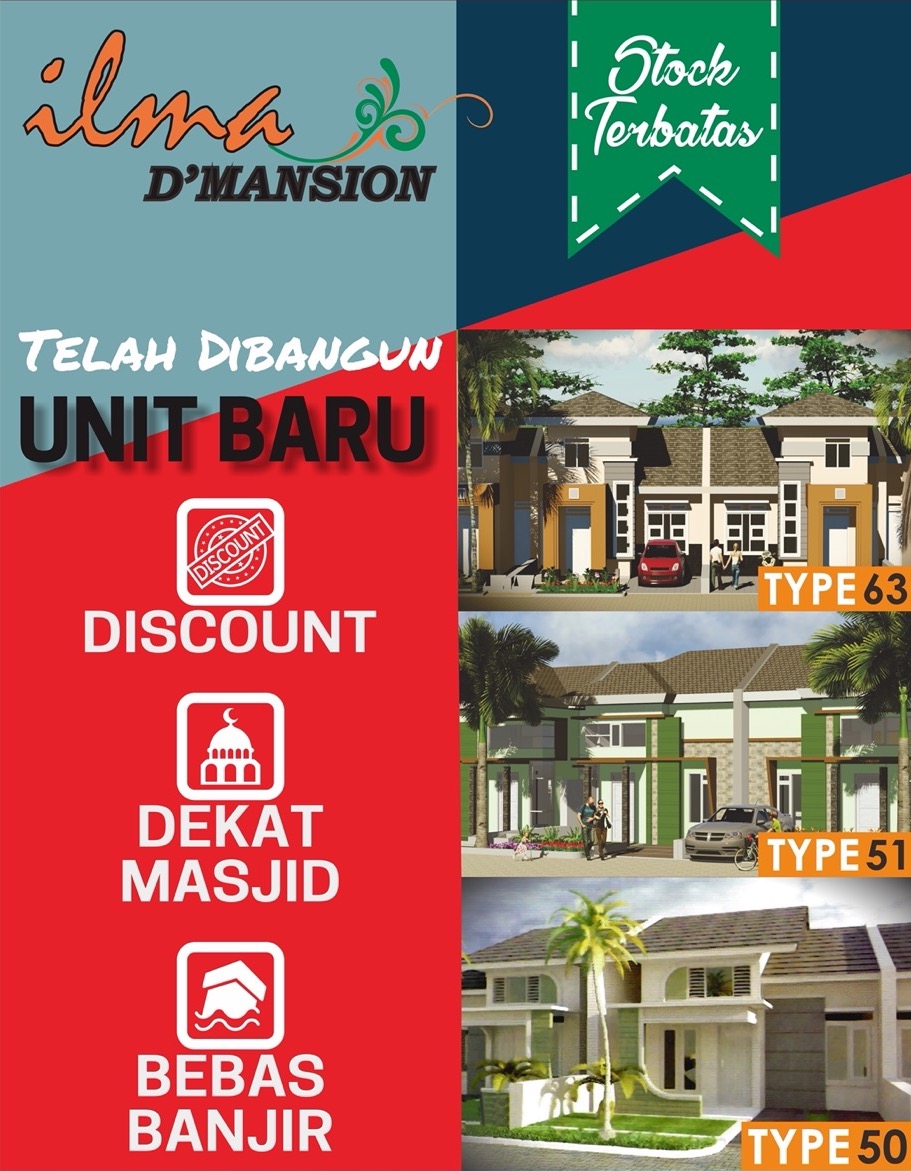 ilma
D'MANSION
Stock
Terbatas
TELAH DIBANGUN
UNIT BARU
DISCOUNT
DISCOUNT
DEKAT
MASJID
BEBAS
BANJIR
TYPE 63
TYPE 51
TYPE 50